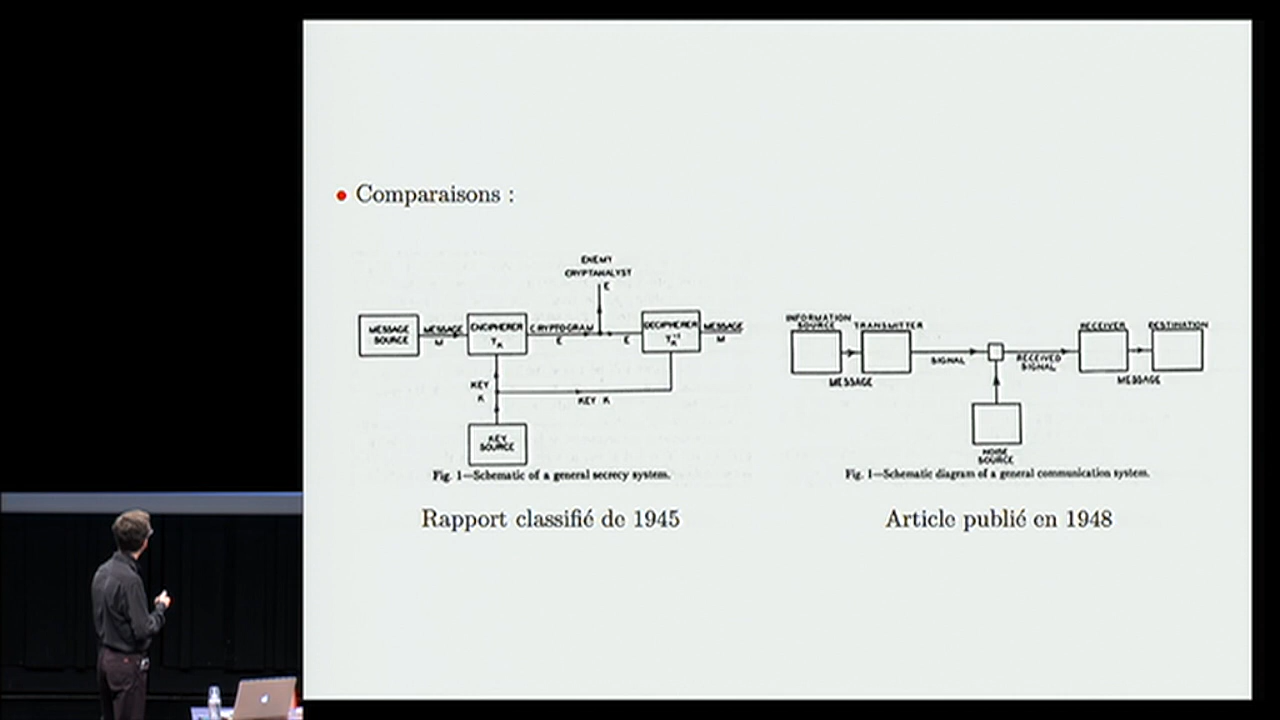 • Comparaisons :
ENEMY
CRYPTANALYST
E
MESSAGE
SOURCE
MESSAGE
M
ENCIPHERER
T_K
CRYPTOGRAM
E
E
DECIPHERER
T_K^-1
MESSAGE
M
KEY
K
KEY K
KEY
SOURCE
Fig. 1—Schematic of a general secrecy system.
Rapport classifié de 1945
INFORMATION
SOURCE
TRANSMITTER
RECEIVER
DESTINATION
SIGNAL
RECEIVED
SIGNAL
MESSAGE
MESSAGE
NOISE
SOURCE
Fig. 1—Schematic diagram of a general communication system.
Article publié en 1948